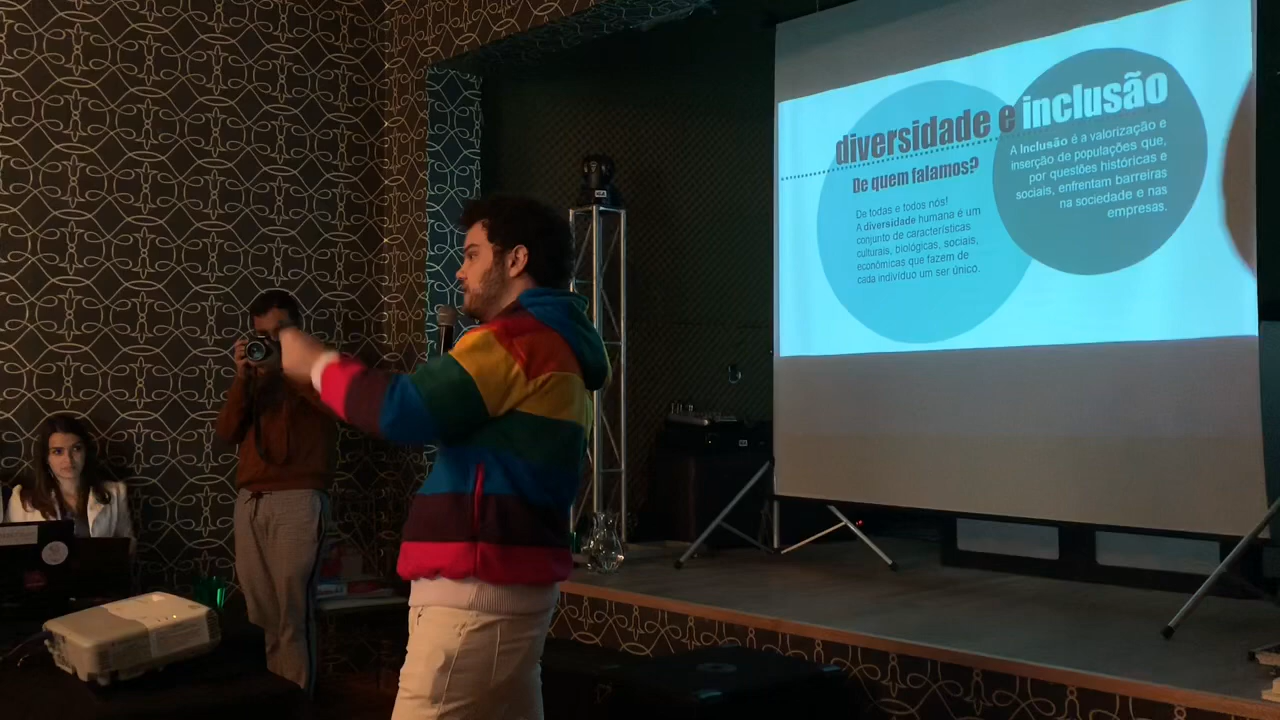 diversidade e inclusão
De quem falamos?
De todas e todos nós!
A diversidade humana é um
conjunto de características
culturais, biológicas, sociais,
econômicas que fazem de
cada indivíduo um ser único.
A Inclusão é a valorização e
inserção de populações que,
por questões históricas e
sociais, enfrentam barreiras
na sociedade e nas
empresas.